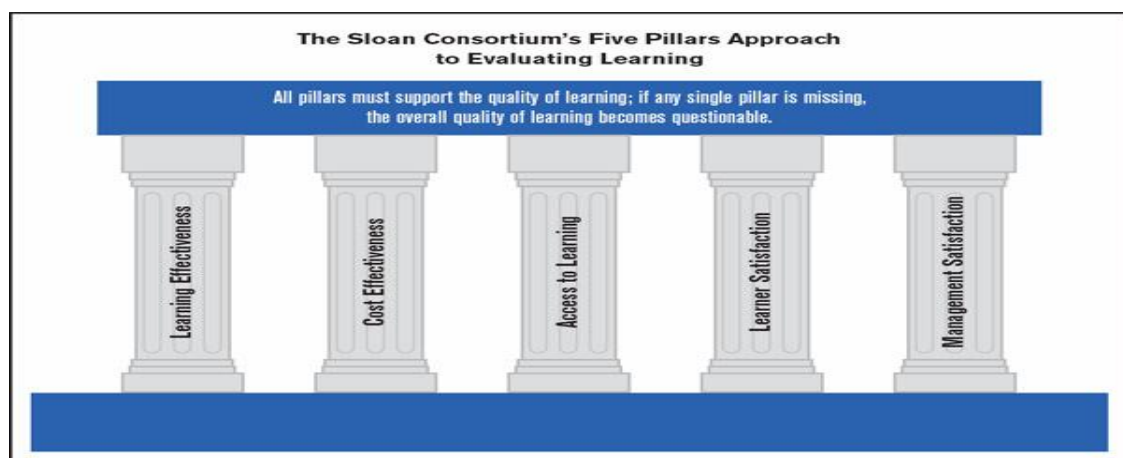 The Sloan Consortium's Five Pillars Approach
to Evaluating Learning
All pillars must support the quality of learning; if any single pillar is missing,
the overall quality of learning becomes questionable.
Learning Effectiveness
Cost Effectiveness
Access to Learning
Learner Satisfaction
Management Satisfaction